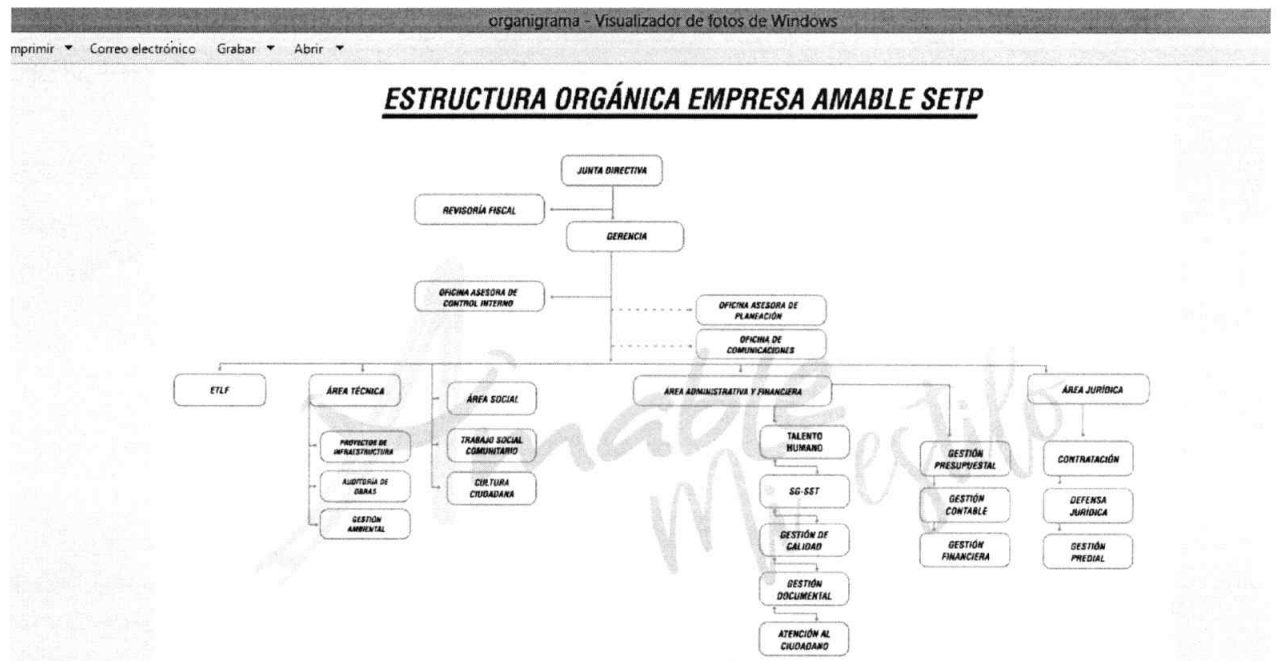 organigrama - Visualizador de fotos de Windows
mprimir Correo electrónico Grabar Abrir
ESTRUCTURA ORGÁNICA EMPRESA AMABLE SETP
JUNTA DIRECTIVA
REVISORÍA FISCAL
GERENCIA
OFICINA ASESORA DE
CONTROL INTERNO
OFICINA ASESORA DE
PLANEACIÓN
OFICINA DE
COMUNICACIONES
ETLF
ÁREA TÉCNICA
ÁREA SOCIAL
ÁREA ADMINISTRATIVA Y FINANCIERA
ÁREA JURÍDICA
PROYECTOS DE
INFRAESTRUCTURA
AUDITORÍA DE
OBRAS
GESTIÓN
AMBIENTAL
TRABAJO SOCIAL
COMUNITARIO
CULTURA
CIUDADANA
TALENTO
HUMANO
SG-SST
GESTIÓN DE
CALIDAD
GESTIÓN
DOCUMENTAL
ATENCIÓN AL
CIUDADANO
GESTIÓN
PRESUPUESTAL
GESTIÓN
CONTABLE
GESTIÓN
FINANCIERA
CONTRATACIÓN
DEFENSA
JURÍDICA
GESTIÓN
PREDIAL
Amable
Mi estilo